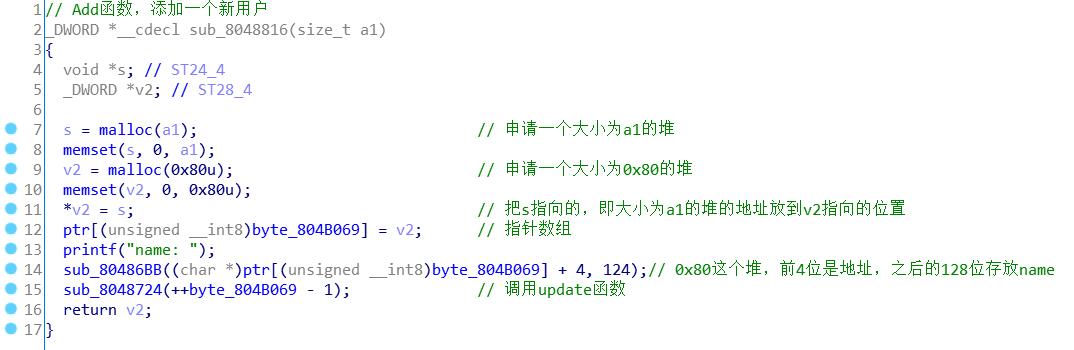 1 // Add函数，添加一个新用户
2 _DWORD *__cdecl sub_8048816(size_t a1)
3 {
4   void *s; // ST24_4
5   _DWORD *v2; // ST28_4
6
7   s = malloc(a1);                               // 申请一个大小为a1的堆
8   memset(s, 0, a1);
9   v2 = malloc(0x80u);                           // 申请一个大小为0x80的堆
10   memset(v2, 0, 0x80u);
11   *v2 = s;                                      // 把s指向的，即大小为a1的堆的地址放到v2指向的位置
12   ptr[(unsigned __int8)byte_804B069] = v2;      // 指针数组
13   printf("name: ");
14   sub_80486BB((char *)ptr[(unsigned __int8)byte_804B069] + 4, 124);// 0x80这个堆，前4位是地址，之后的128位存放name
15   sub_8048724(++byte_804B069 - 1);              // 调用update函数
16   return v2;
17 }